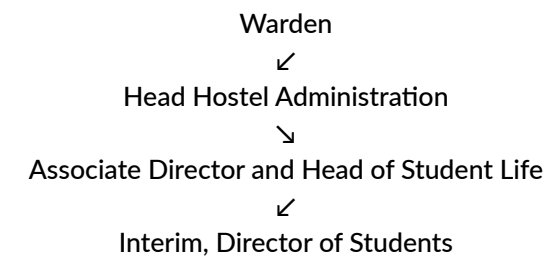 Warden
↙
Head Hostel Administration
↘
Associate Director and Head of Student Life
↙
Interim, Director of Students